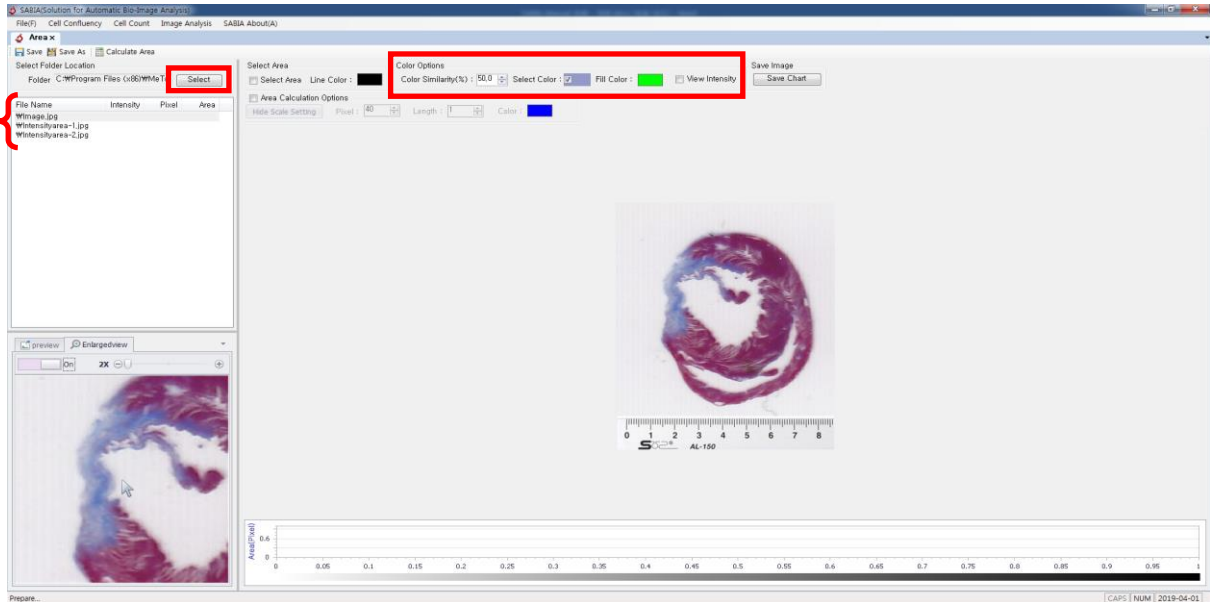 SABIA(Solution for Automatic Bio-Image Analysis)
File(F) Cell Confluency Cell Count Image Analysis SABIA About(A)
Area x
Save Save As Calculate Area
Select Folder Location
Folder C:₩Program Files (x86)₩MeT Select
Select Area
Select Area Line Color :
Color Options
Color Similarity(%) : 50,0 Select Color : Fill Color : View Intensity
Save Image
Save Chart
Area Calculation Options
Hide Scale Setting Pixel : 40 Length : 1 Color :
File Name Intensity Pixel Area
₩Image.jpg
₩Intensityarea-1.jpg
₩Intensityarea-2.jpg
preview Enlargedview
On 2X
0 1 2 3 4 5 6 7 8
AL-150
Area(Pixel)
0.6
0
0 0.05 0.1 0.15 0.2 0.25 0.3 0.35 0.4 0.45 0.5 0.55 0.6 0.65 0.7 0.75 0.8 0.85 0.9 0.95 1
Prepare...
CAPS NUM 2019-04-01